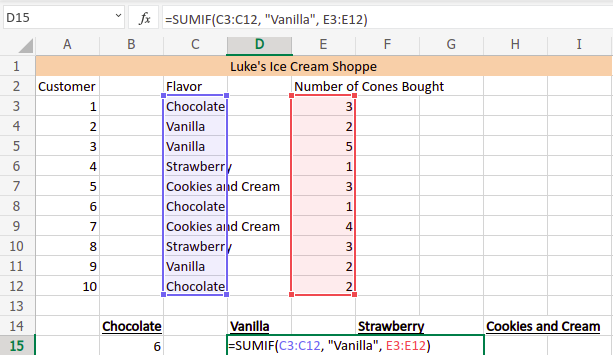 D15 fx =SUMIF(C3:C12, "Vanilla", E3:E12)
A B C D E F G H I
1 Luke's Ice Cream Shoppe
2 Customer Flavor Number of Cones Bought
3 1 Chocolate 3
4 2 Vanilla 2
5 3 Vanilla 5
6 4 Strawberry 1
7 5 Cookies and Cream 3
8 6 Chocolate 1
9 7 Cookies and Cream 4
10 8 Strawberry 3
11 9 Vanilla 2
12 10 Chocolate 2
13
14 Chocolate Vanilla Strawberry Cookies and Cream
15 6 =SUMIF(C3:C12, "Vanilla", E3:E12)